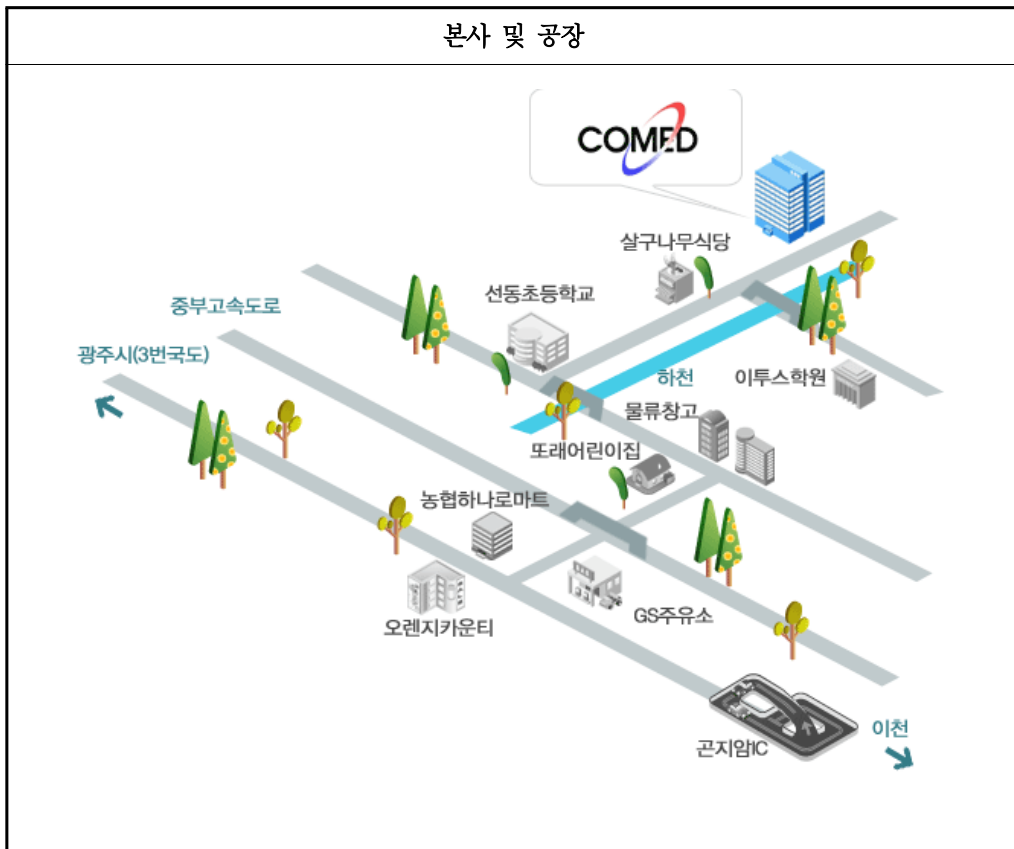 본사 및 공장
COMED
살구나무식당
선동초등학교
중부고속도로
광주시(3번국도)
하천
이투스학원
물류창고
또래어린이집
농협하나로마트
GS주유소
오렌지카운티
이천
곤지암IC